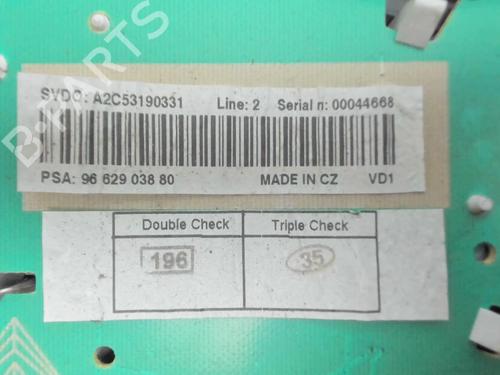 SVDO: A2C53190331 Line: 2 Serial n: 00044668
PSA: 96 629 038 80 MADE IN CZ VD1
Double Check Triple Check
196 35
B-PARTS